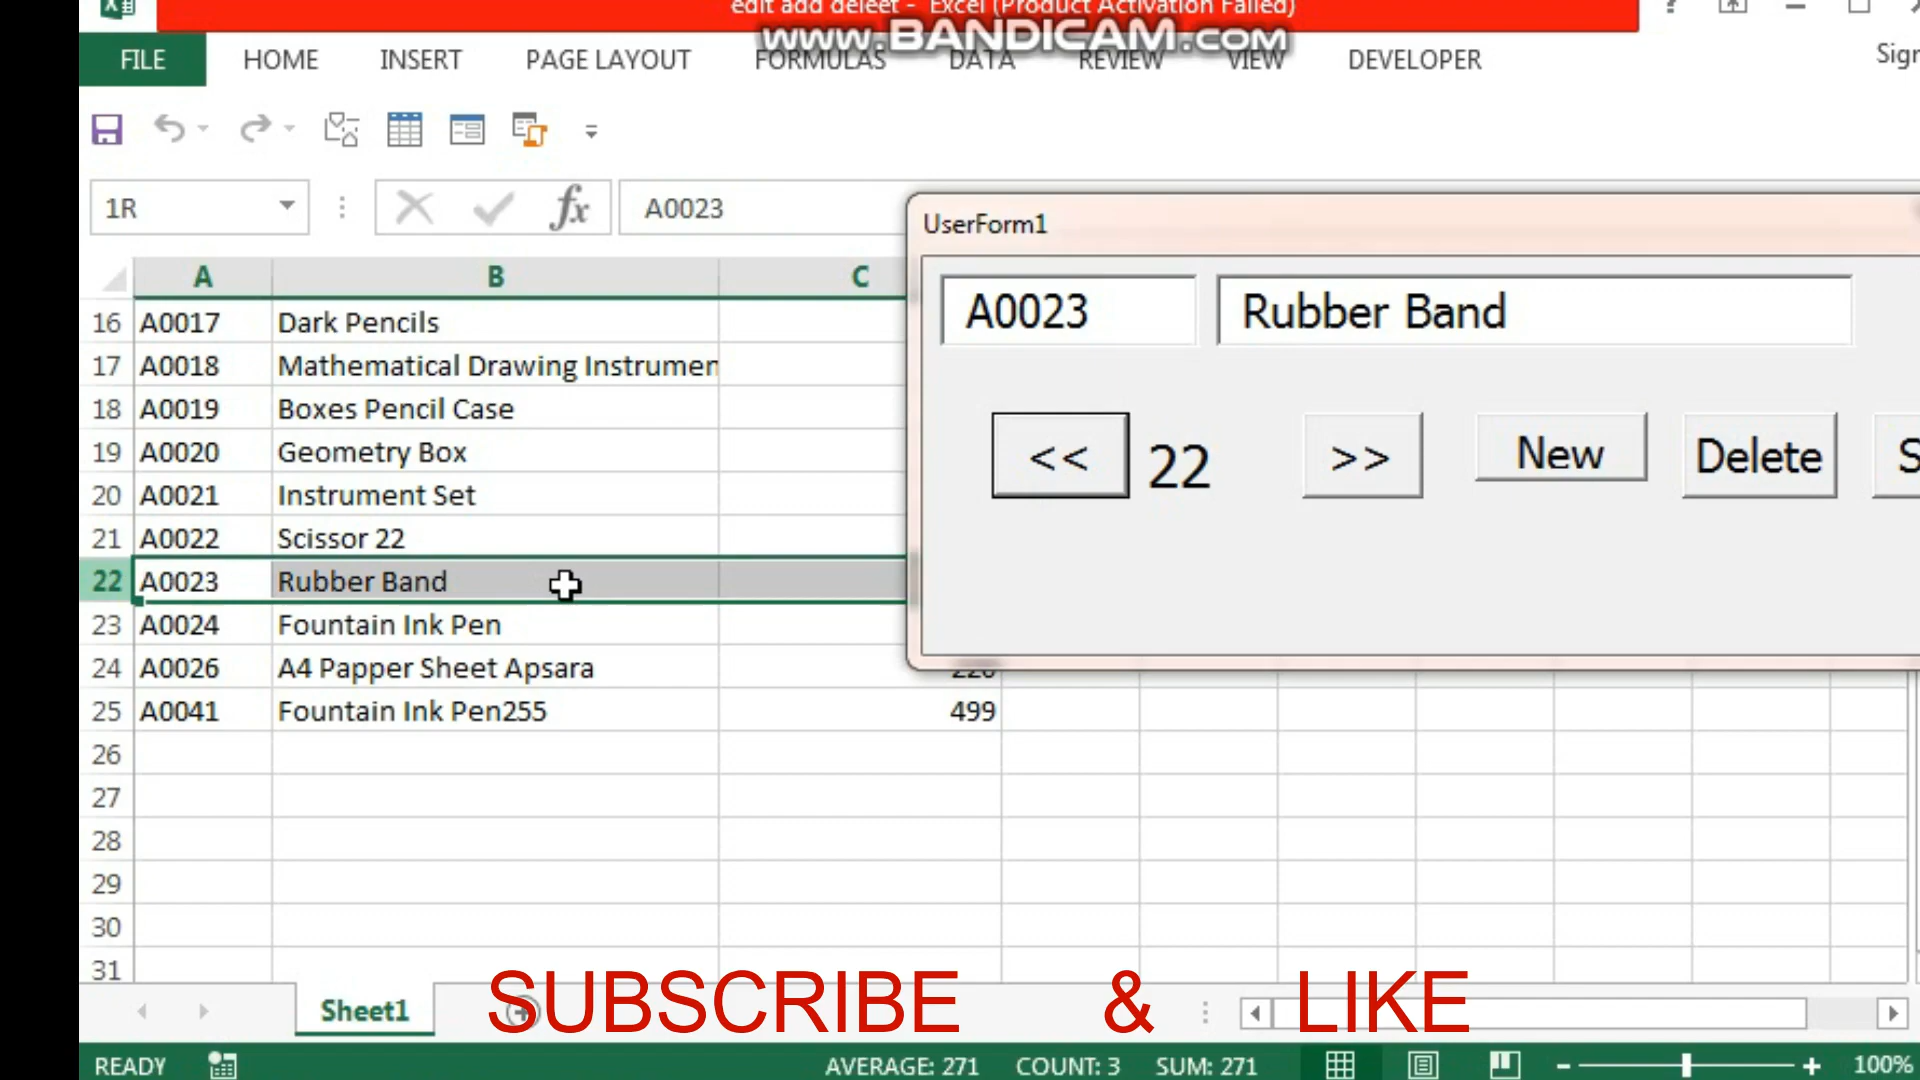 edit add deleet - Excel (Product Activation Failed)
www.BANDICAM.com
FILE HOME INSERT PAGE LAYOUT FORMULAS DATA REVIEW VIEW DEVELOPER
1R fx A0023
UserForm1
A0023 Rubber Band
<< 22 >> New Delete
A B C
16 A0017 Dark Pencils
17 A0018 Mathematical Drawing Instrumen
18 A0019 Boxes Pencil Case
19 A0020 Geometry Box
20 A0021 Instrument Set
21 A0022 Scissor 22
22 A0023 Rubber Band
23 A0024 Fountain Ink Pen
24 A0026 A4 Papper Sheet Apsara
25 A0041 Fountain Ink Pen255 499
26
27
28
29
30
31
Sheet1
SUBSCRIBE & LIKE
READY AVERAGE: 271 COUNT: 3 SUM: 271 100%